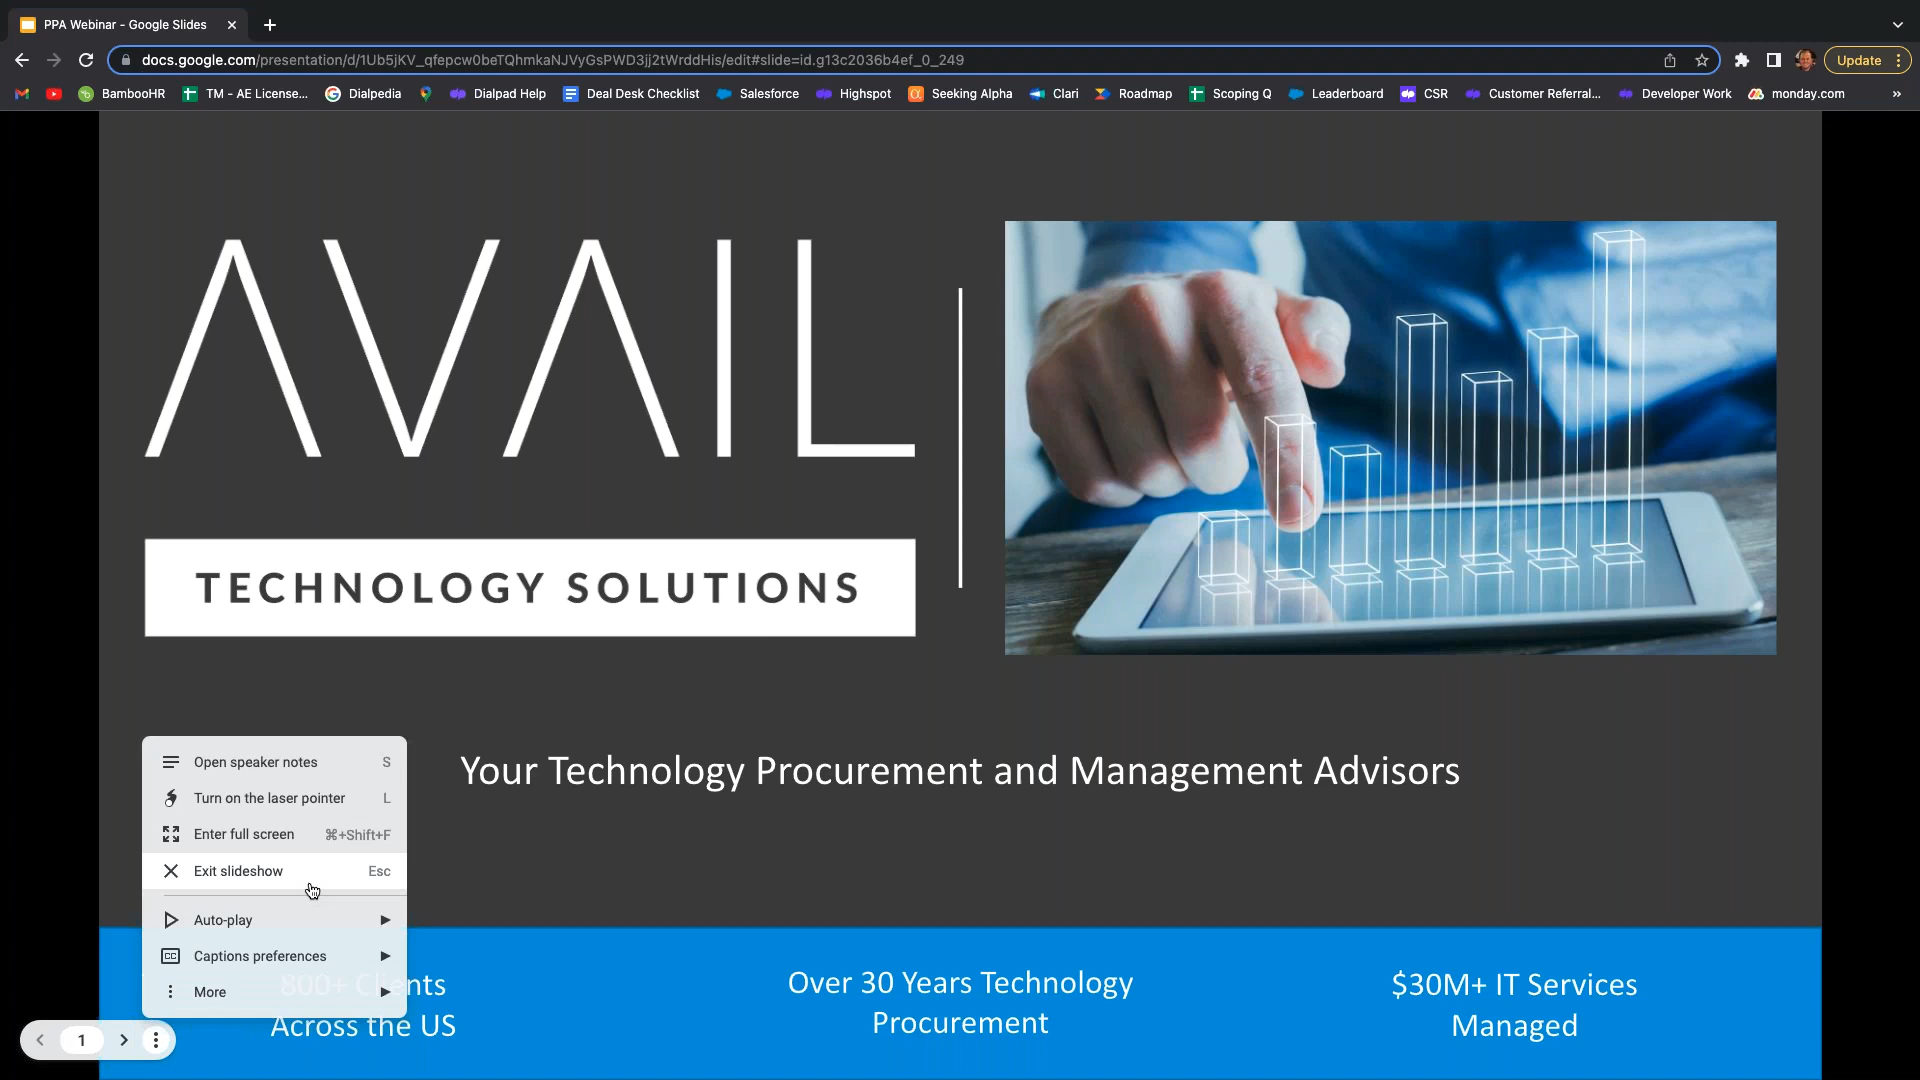 PPA Webinar - Google Slides
docs.google.com/presentation/d/1Ub5jKV_qfepcw0beTQhmkaNJVyGsPWD3jj2tWrddHis/edit#slide=id.g13c2036b4ef_0_249
Update
BambooHR TM - AE License... Dialpedia Dialpad Help Deal Desk Checklist Salesforce Highspot Seeking Alpha Clari Roadmap Scoping Q Leaderboard CSR Customer Referral... Developer Work monday.com »
AVAIL
TECHNOLOGY SOLUTIONS
Your Technology Procurement and Management Advisors
Open speaker notes S
Turn on the laser pointer L
Enter full screen ⌘+Shift+F
Exit slideshow Esc
Auto-play
CC Captions preferences
More
800+ Clients
Across the US
Over 30 Years Technology
Procurement
$30M+ IT Services
Managed
1